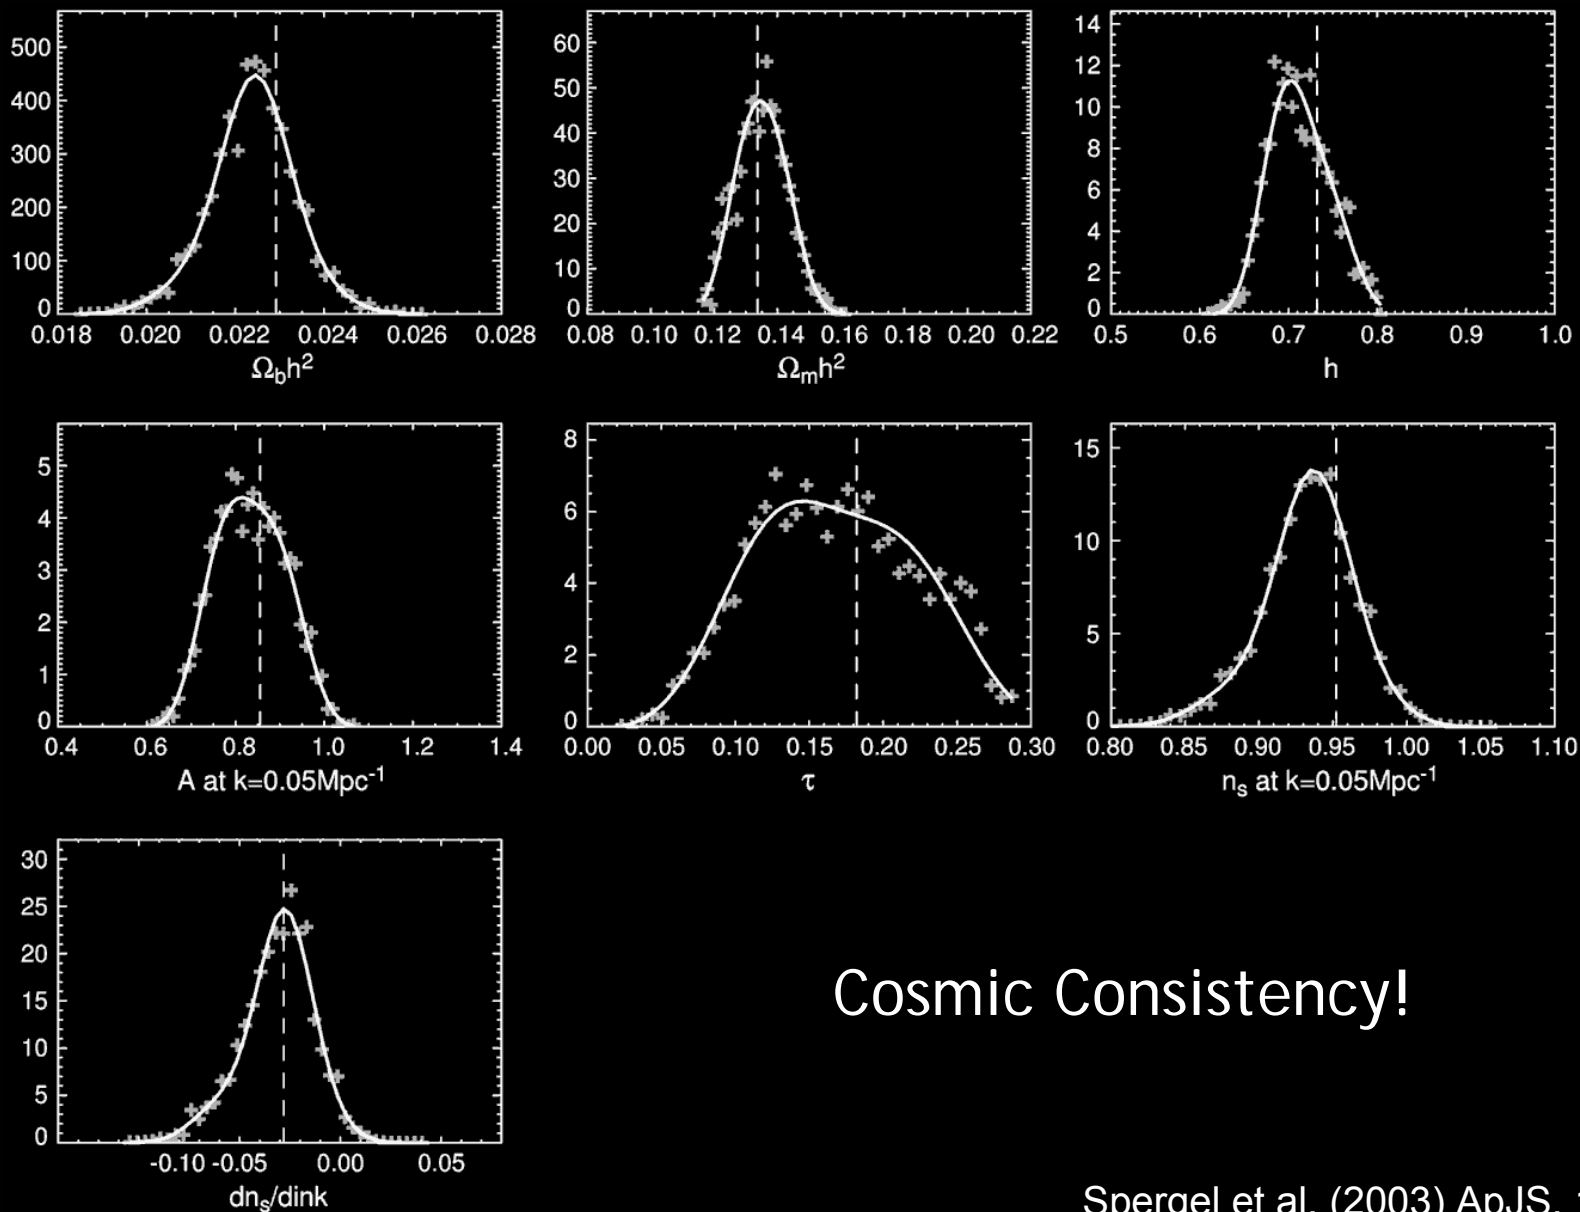 500
400
300
200
100
0
0.018 0.020 0.022 0.024 0.026 0.028
Ωbh²
60
50
40
30
20
10
0
0.08 0.10 0.12 0.14 0.16 0.18 0.20 0.22
Ωmh²
14
12
10
8
6
4
2
0
0.5 0.6 0.7 0.8 0.9 1.0
h
5
4
3
2
1
0
0.4 0.6 0.8 1.0 1.2 1.4
A at k=0.05Mpc⁻¹
8
6
4
2
0
0.00 0.05 0.10 0.15 0.20 0.25 0.30
τ
15
10
5
0
0.80 0.85 0.90 0.95 1.00 1.05 1.10
ns at k=0.05Mpc⁻¹
30
25
20
15
10
5
0
-0.10 -0.05 0.00 0.05
dns/dink
Cosmic Consistency!
Spergel et al. (2003) ApJS,